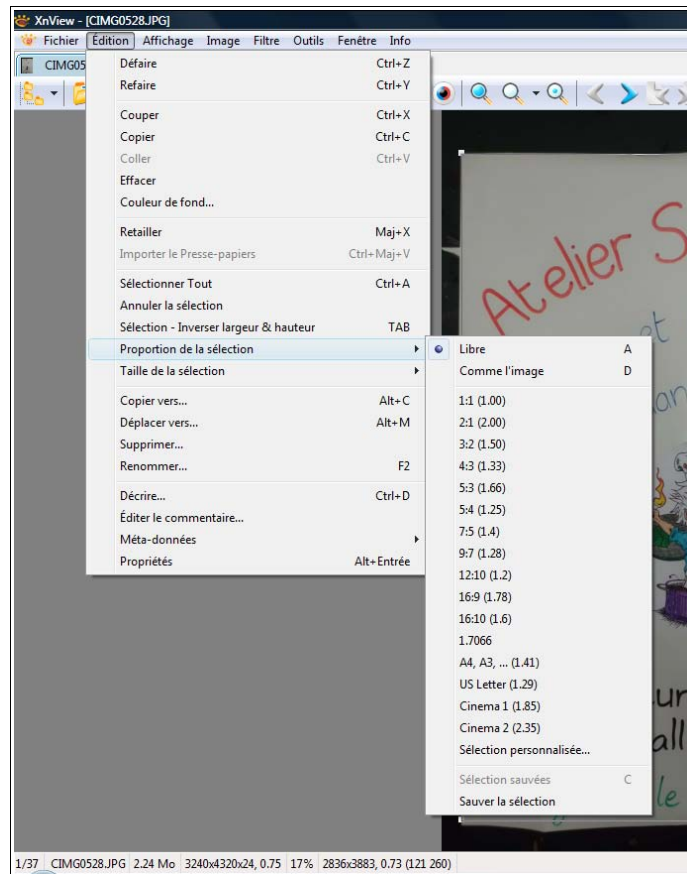 XnView - [CIMG0528.JPG]
Fichier Edition Affichage Image Filtre Outils Fenêtre Info
CIMG05
Défaire Ctrl+Z
Refaire Ctrl+Y
Couper Ctrl+X
Copier Ctrl+C
Coller Ctrl+V
Effacer
Couleur de fond...
Retailler Maj+X
Importer le Presse-papiers Ctrl+Maj+V
Sélectionner Tout Ctrl+A
Annuler la sélection
Sélection - Inverser largeur & hauteur TAB
Proportion de la sélection
Taille de la sélection
Copier vers... Alt+C
Déplacer vers... Alt+M
Supprimer...
Renommer... F2
Décrire... Ctrl+D
Éditer le commentaire...
Méta-données
Propriétés Alt+Entrée
Libre A
Comme l'image D
1:1 (1.00)
2:1 (2.00)
3:2 (1.50)
4:3 (1.33)
5:3 (1.66)
5:4 (1.25)
7:5 (1.4)
9:7 (1.28)
12:10 (1.2)
16:9 (1.78)
16:10 (1.6)
1.7066
A4, A3, ... (1.41)
US Letter (1.29)
Cinema 1 (1.85)
Cinema 2 (2.35)
Sélection personnalisée...
Sélection sauvées C
Sauver la sélection
Atelier S
et
on
ur
all
le
1/37 CIMG0528.JPG 2.24 Mo 3240x4320x24, 0.75 17% 2836x3883, 0.73 (121 260)